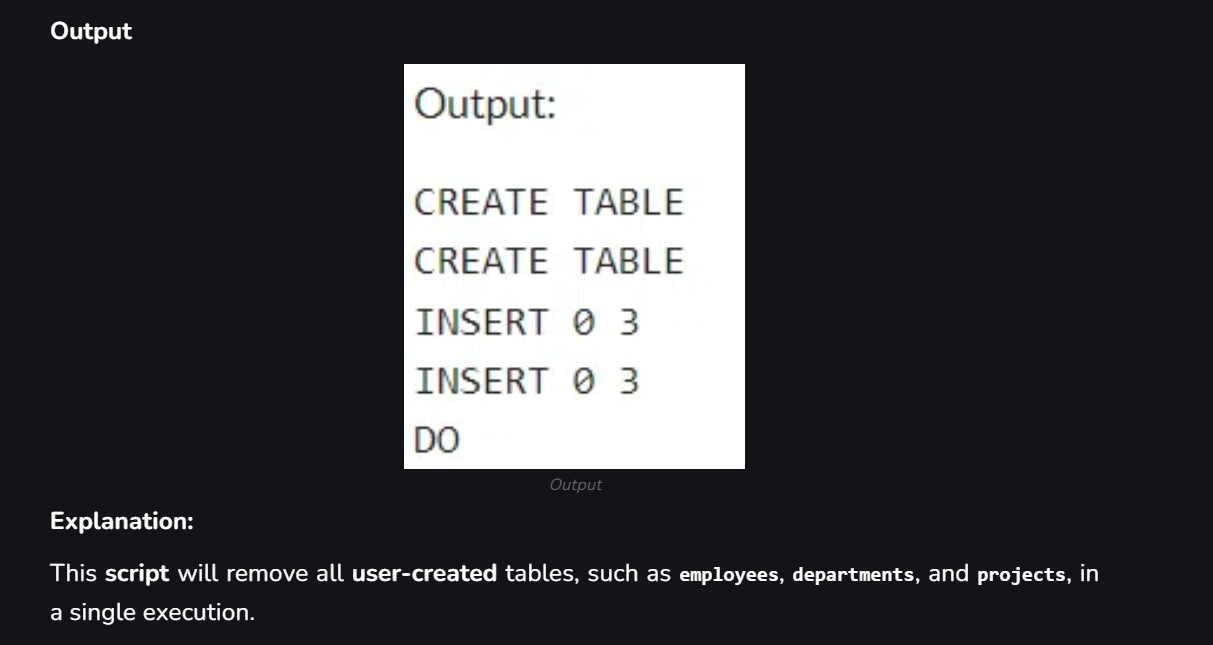 Output
Output:
CREATE TABLE
CREATE TABLE
INSERT 0 3
INSERT 0 3
DO
Output
Explanation:
This script will remove all user-created tables, such as employees, departments, and projects, in
a single execution.